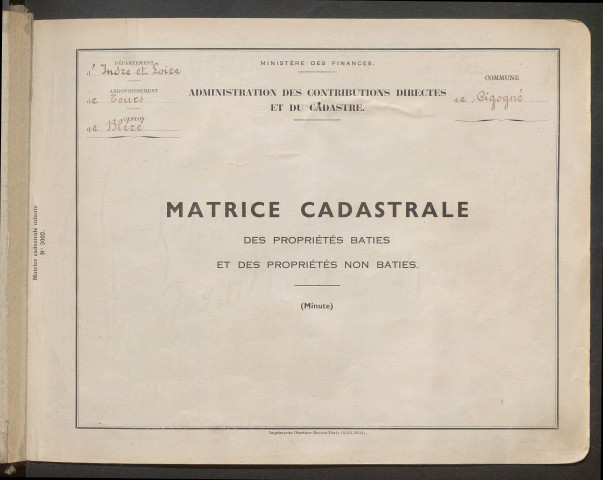 DÉPARTEMENT
d'Indre et Loire
ARRONDISSEMENT
de Tours
CANTON
de Bléré
MINISTÈRE DES FINANCES.
ADMINISTRATION DES CONTRIBUTIONS DIRECTES
ET DU CADASTRE.
COMMUNE
de Cigogné
MATRICE CADASTRALE
DES PROPRIÉTÉS BATIES
ET DES PROPRIÉTÉS NON BATIES.
(Minute)
Matrice cadastrale minute